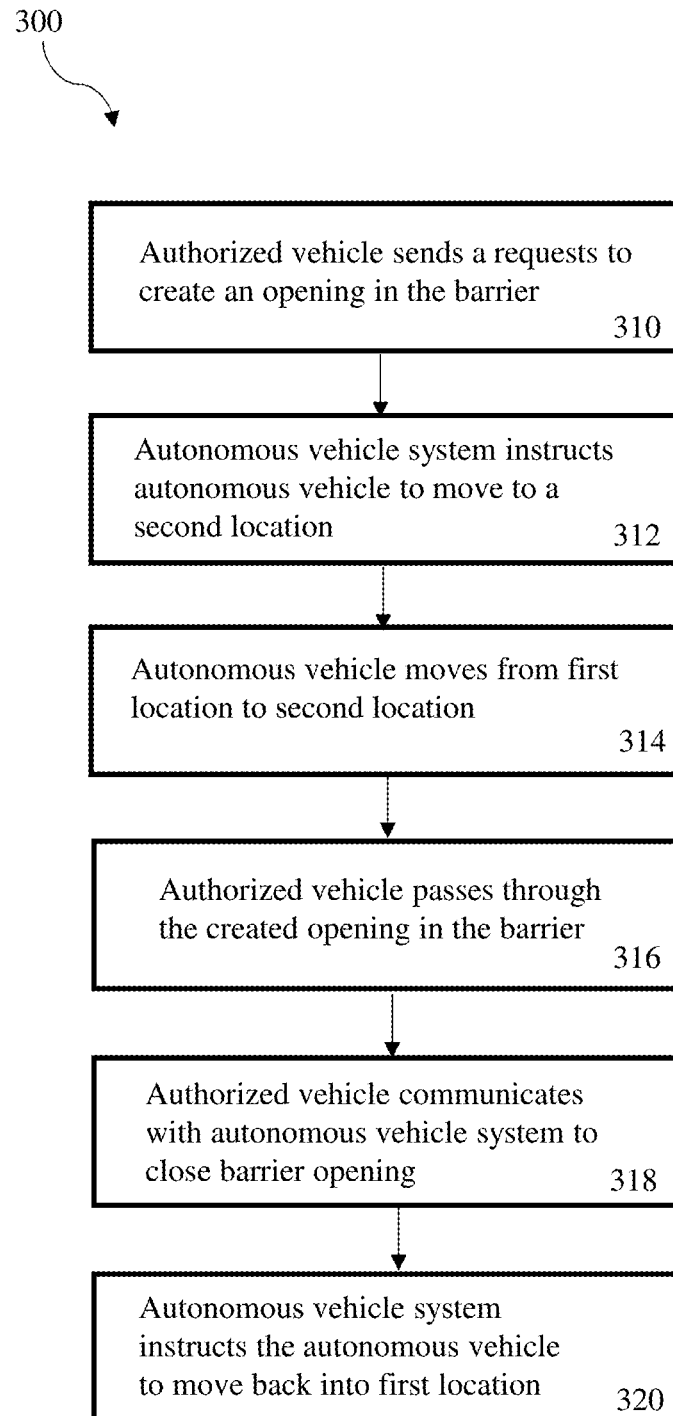 300
Authorized vehicle sends a requests to
create an opening in the barrier
310
Autonomous vehicle system instructs
autonomous vehicle to move to a
second location
312
Autonomous vehicle moves from first
location to second location
314
Authorized vehicle passes through
the created opening in the barrier
316
Authorized vehicle communicates
with autonomous vehicle system to
close barrier opening
318
Autonomous vehicle system
instructs the autonomous vehicle
to move back into first location
320